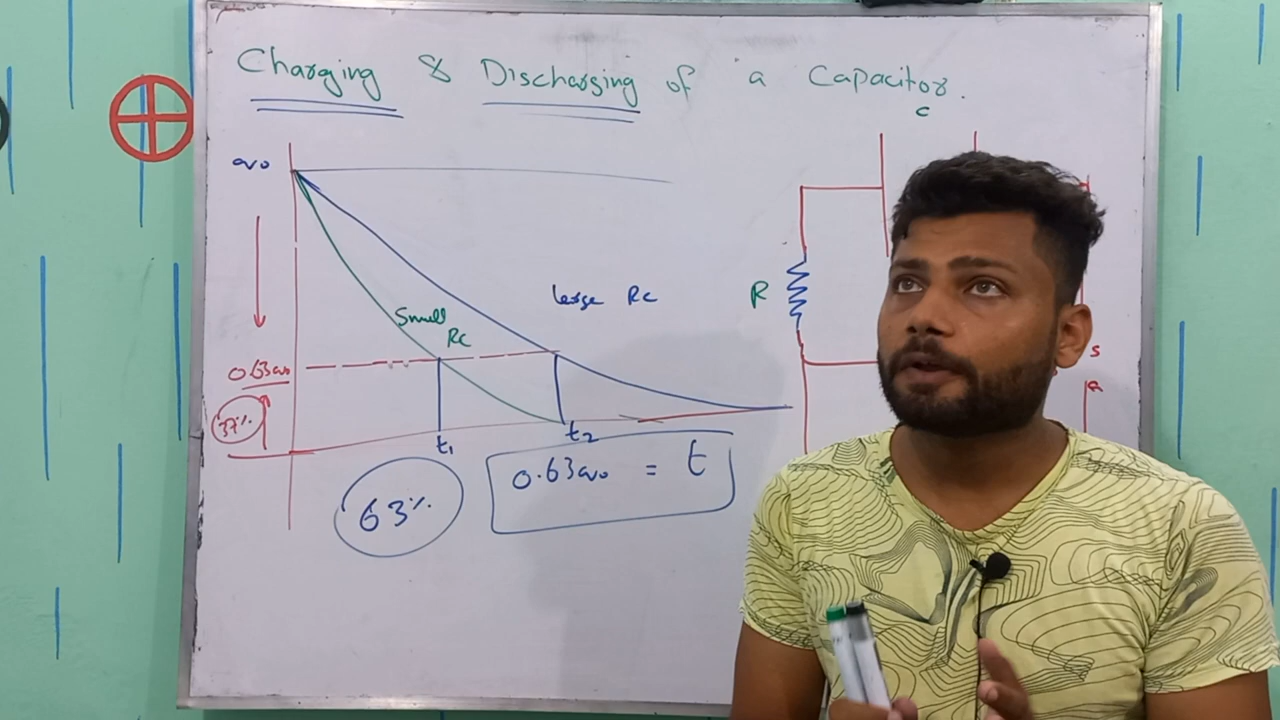 Charging & Discharging of a Capacitor.
C
q₀
Large RC
R
Small
RC
0.63q₀
37%
S
a
t₁
t₂
0.63q₀ = t
63%